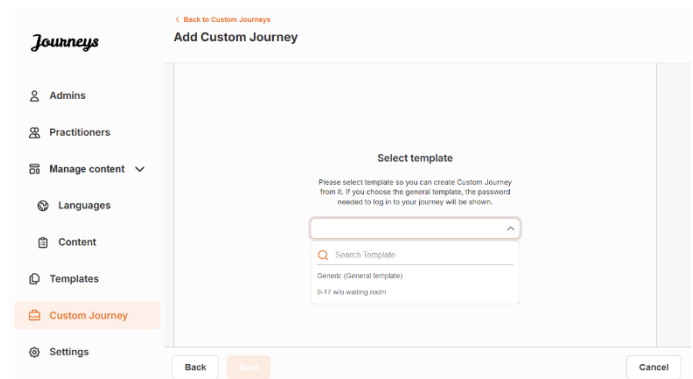 Back to Custom Journeys
Journeys
Add Custom Journey
Admins
Practitioners
Manage content
Languages
Content
Templates
Custom Journey
Settings
Select template
Please select template so you can create Custom Journey
from it. If you choose the general template, the password
needed to log in to your journey will be shown.
Search Template
Generic (General template)
9-17 w/o waiting room
Back
Next
Cancel